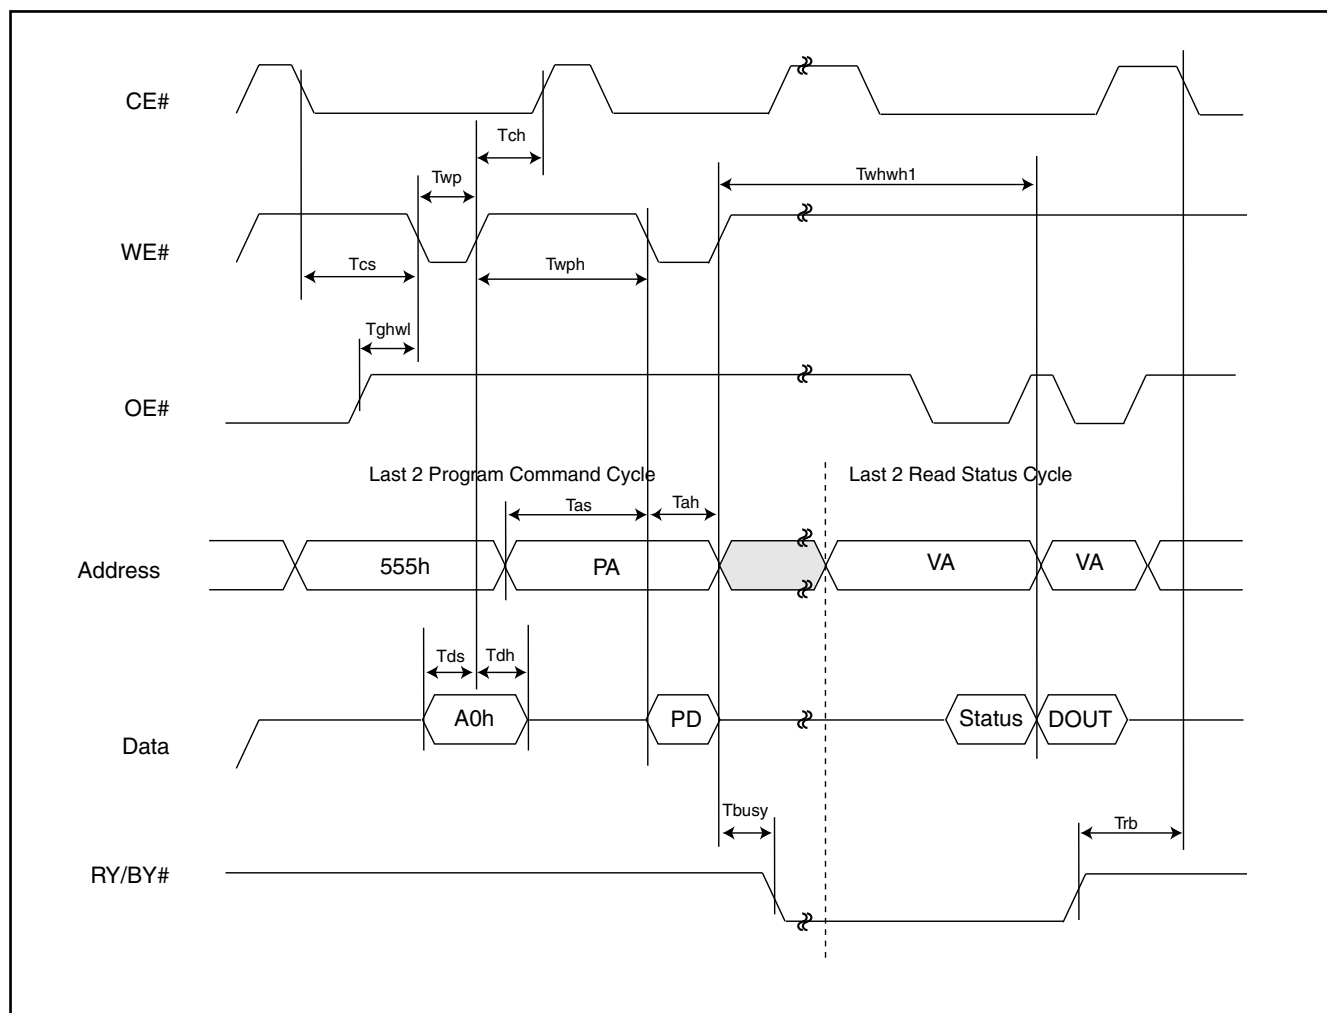 CE#
Tch
Twp
Twhwh1
WE#
Tcs
Twph
Tghwl
OE#
Last 2 Program Command Cycle
Last 2 Read Status Cycle
Tas
Tah
Address
555h
PA
VA
VA
Tds
Tdh
Data
A0h
PD
Status
DOUT
Tbusy
Trb
RY/BY#